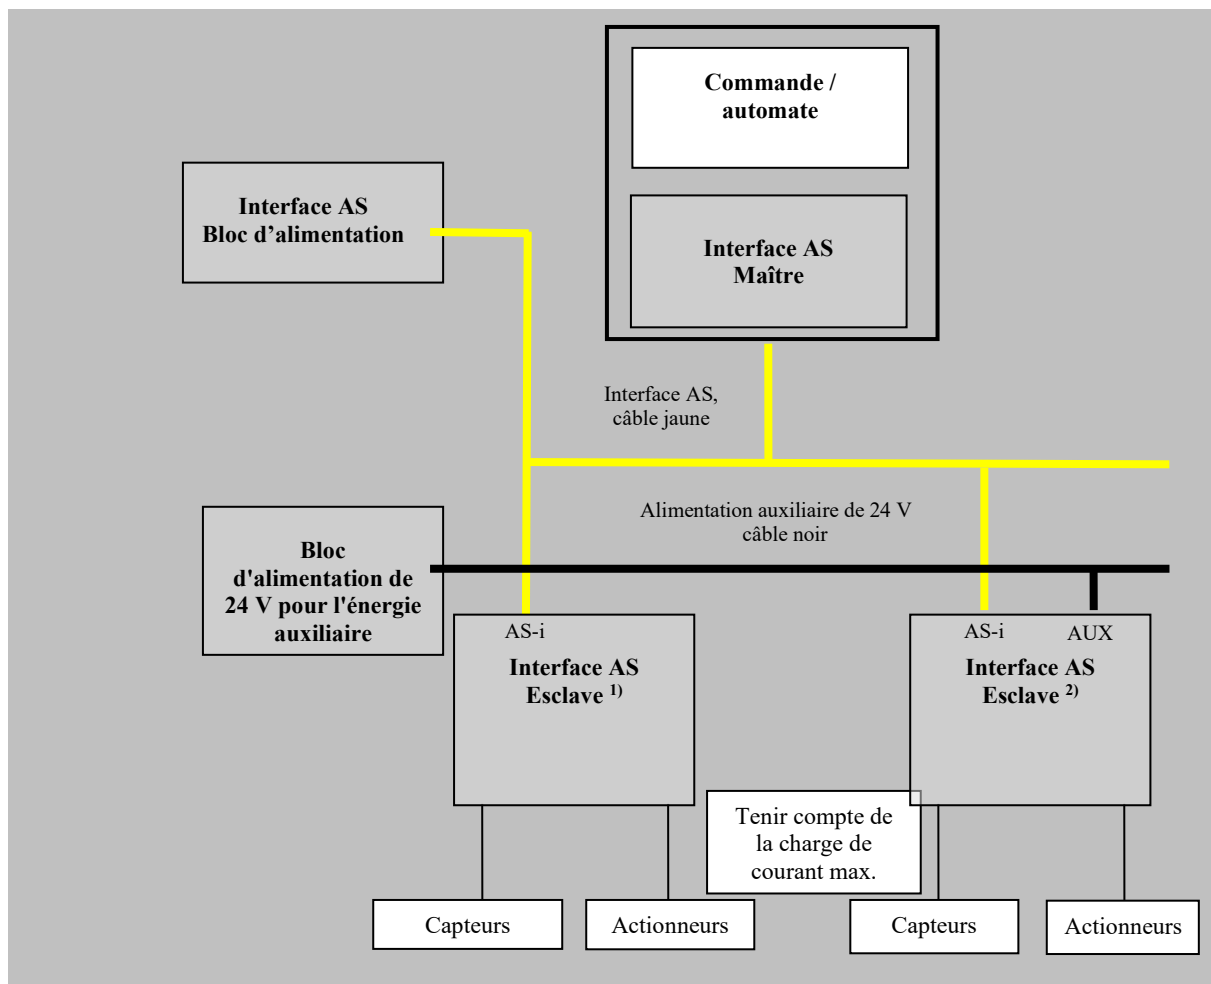 Commande /
automate
Interface AS
Bloc d’alimentation
Interface AS
Maître
Interface AS,
câble jaune
Alimentation auxiliaire de 24 V
câble noir
Bloc
d'alimentation de
24 V pour l'énergie
auxiliaire
AS-i
Interface AS
Esclave 1)
AS-i
AUX
Interface AS
Esclave 2)
Tenir compte de
la charge de
courant max.
Capteurs
Actionneurs
Capteurs
Actionneurs